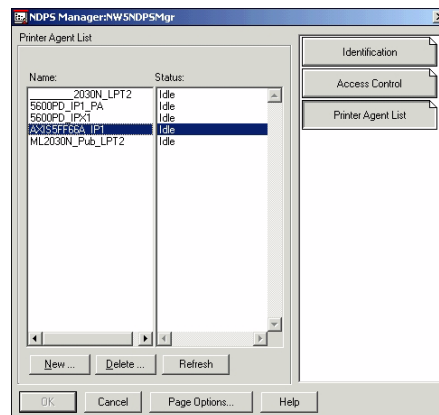 NDPS Manager:NW5NDPSMgr
Printer Agent List
Name: Status:
_______2030N_LPT2 Idle
5600PD_IP1_PA Idle
5600PD_IPX1 Idle
AXIS5FF66A_IP1 Idle
ML2030N_Pub_LPT2 Idle
New ... Delete ... Refresh
Identification
Access Control
Printer Agent List
OK Cancel Page Options... Help